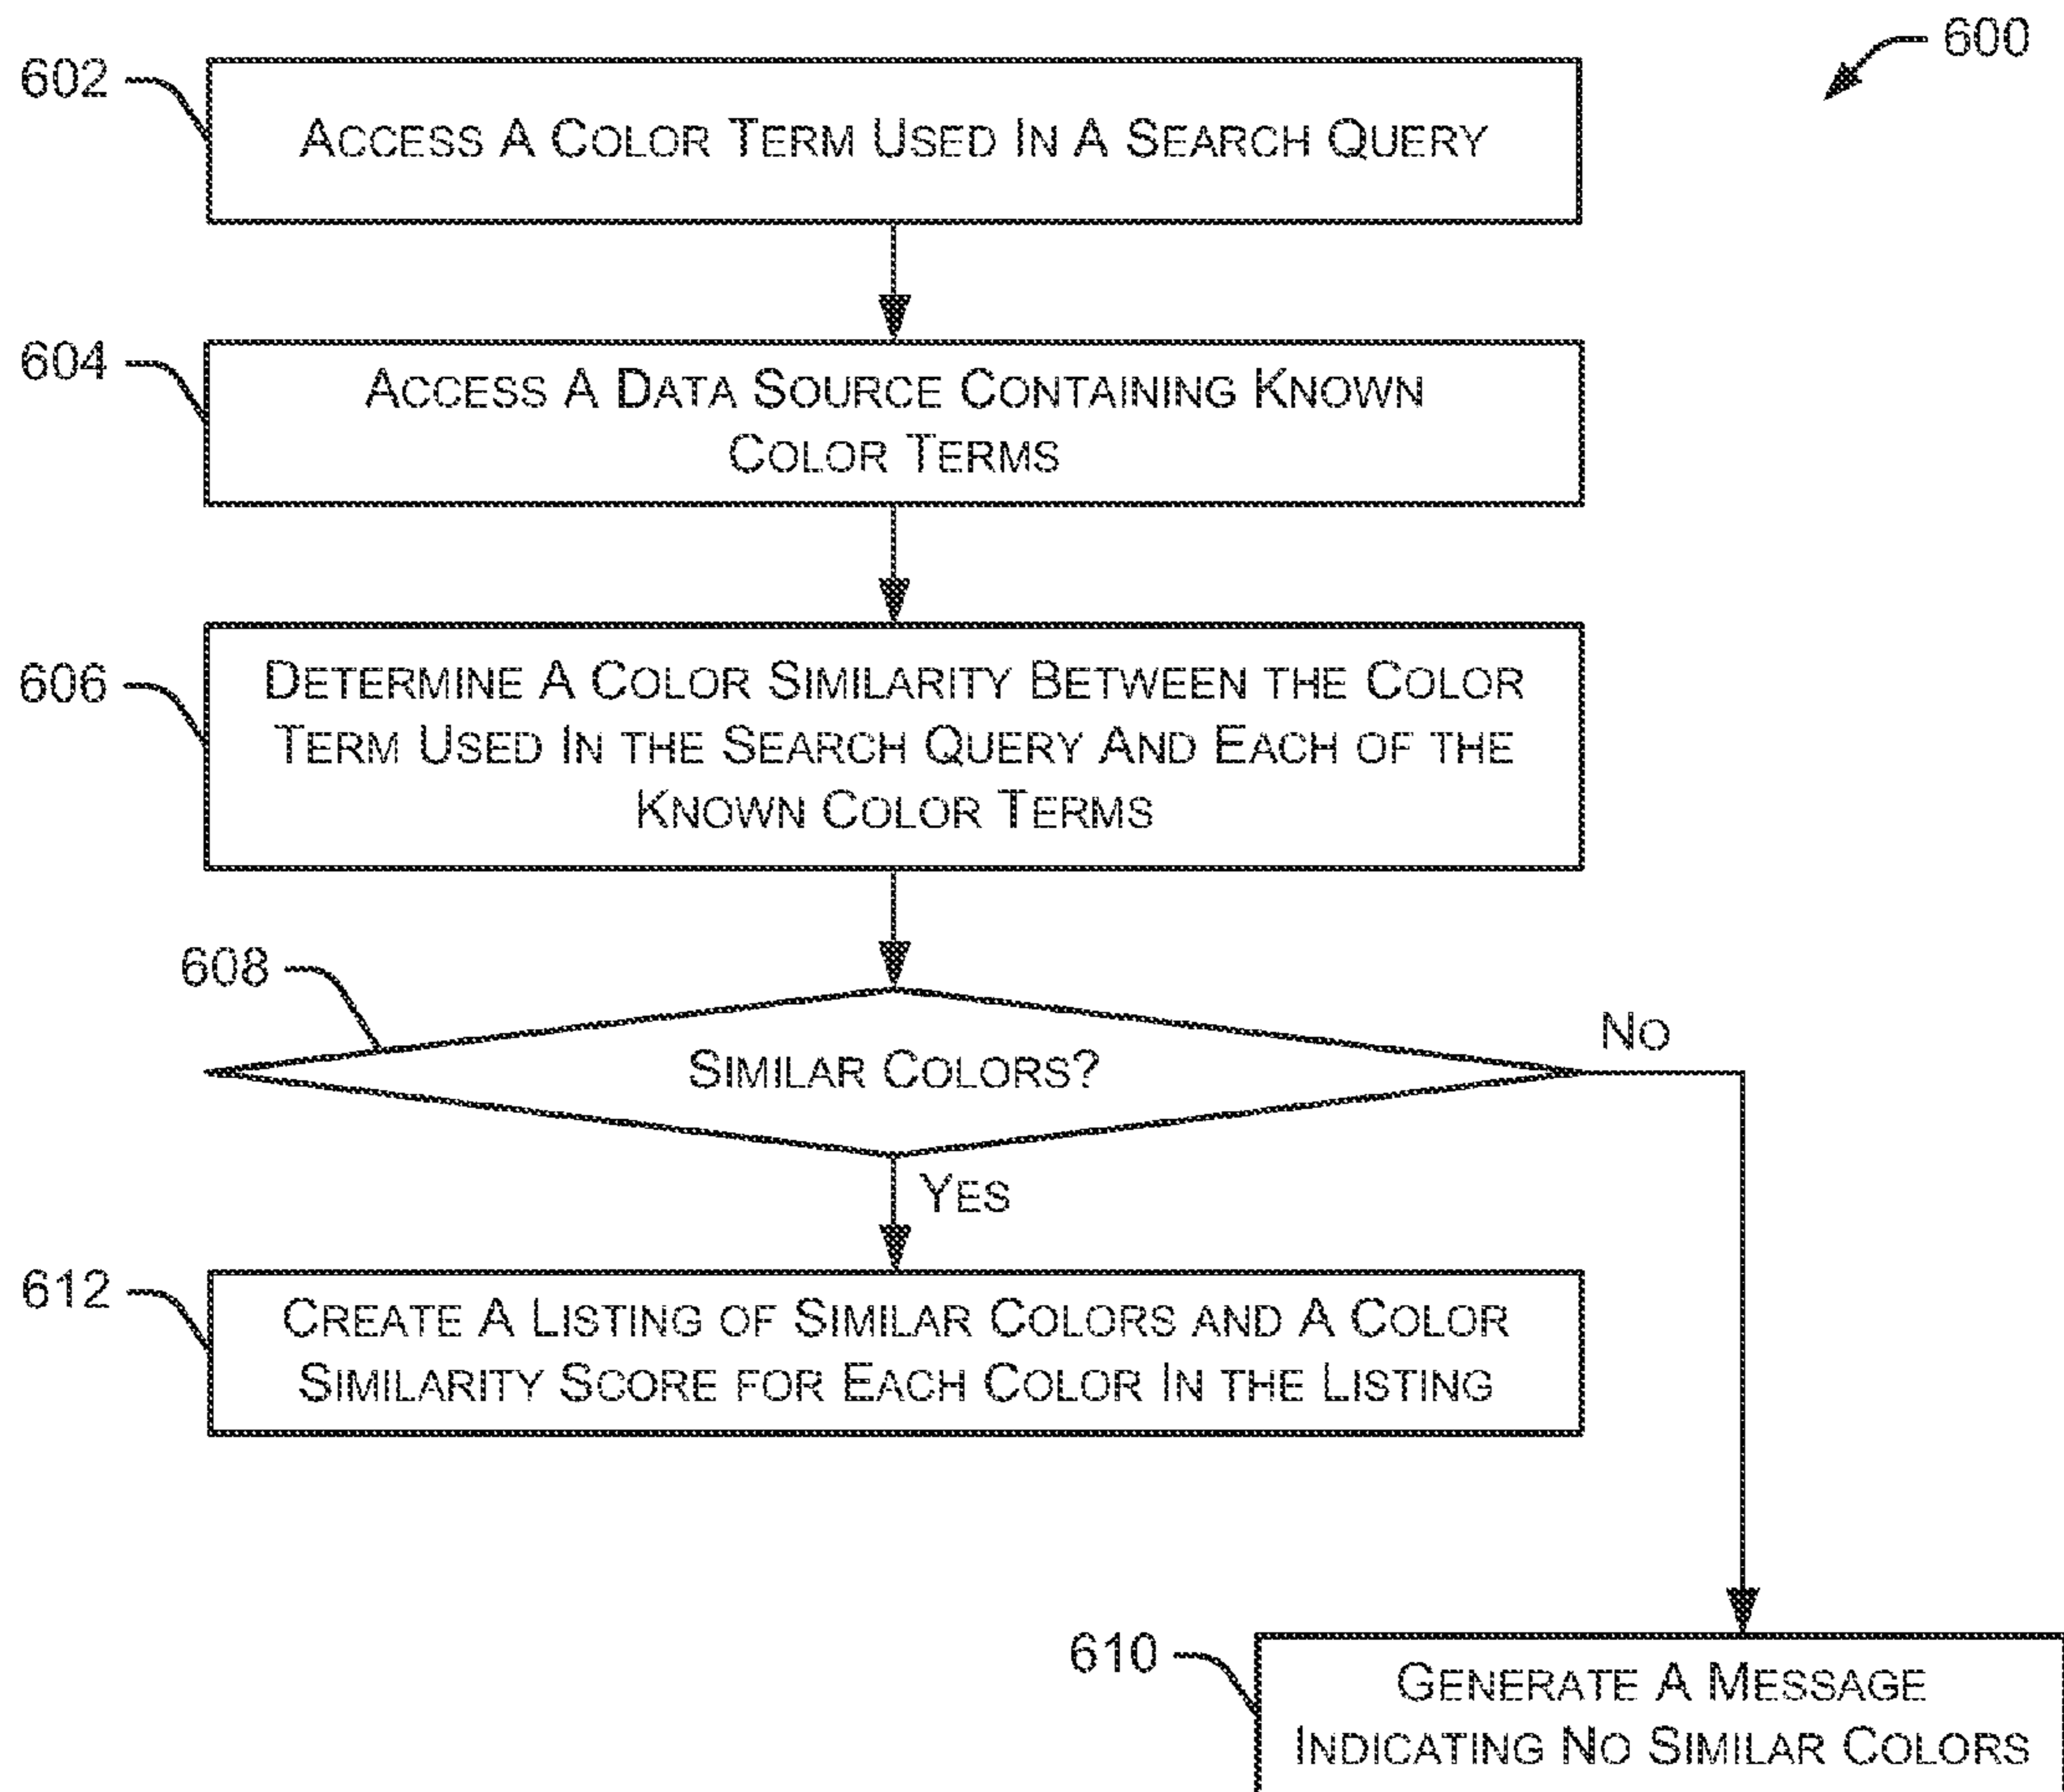 600
602
ACCESS A COLOR TERM USED IN A SEARCH QUERY
604
ACCESS A DATA SOURCE CONTAINING KNOWN
COLOR TERMS
606
DETERMINE A COLOR SIMILARITY BETWEEN THE COLOR
TERM USED IN THE SEARCH QUERY AND EACH OF THE
KNOWN COLOR TERMS
608
SIMILAR COLORS?
NO
YES
612
CREATE A LISTING OF SIMILAR COLORS AND A COLOR
SIMILARITY SCORE FOR EACH COLOR IN THE LISTING
610
GENERATE A MESSAGE
INDICATING NO SIMILAR COLORS